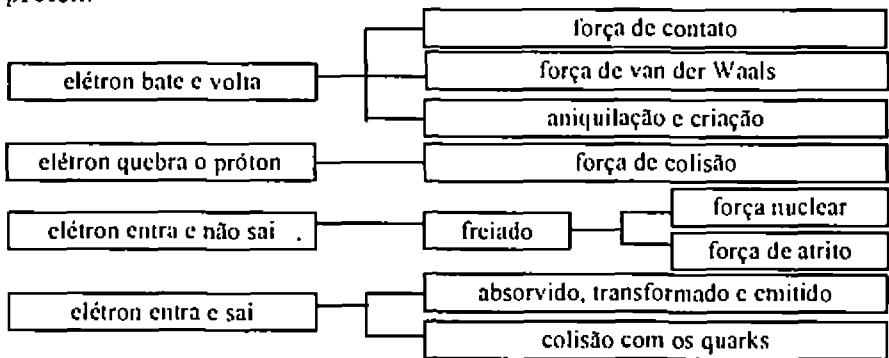 próton.
força de contato
elétron bate e volta
força de van der Waals
aniquilação e criação
elétron quebra o próton
força de colisão
elétron entra e não sai .
freiado
força nuclear
força de atrito
elétron entra e sai
absorvido, transformado e emitido
colisão com os quarks